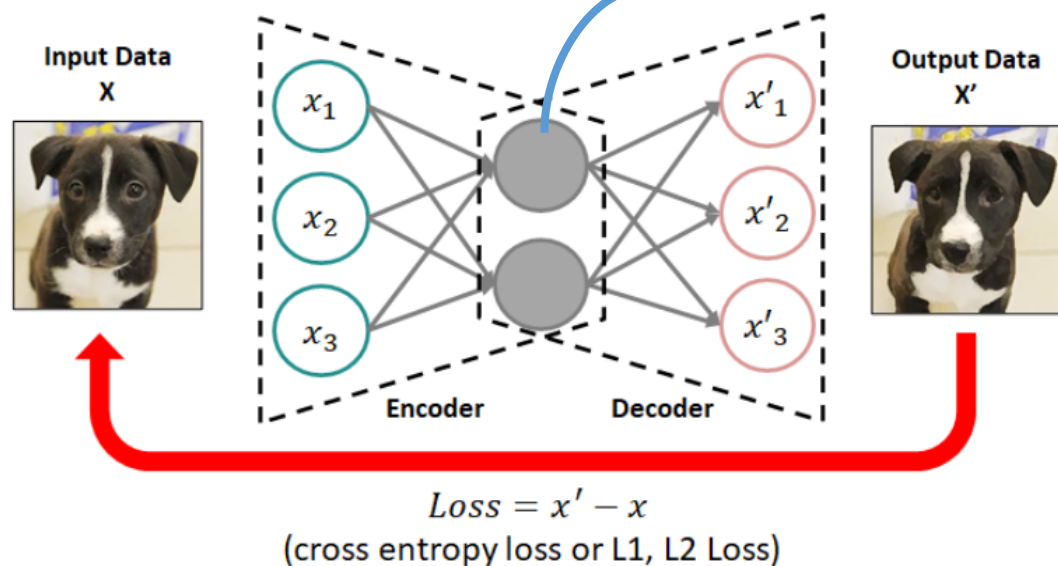 Input Data
X
Output Data
X’
x₁
x₂
x₃
x'₁
x'₂
x'₃
Encoder
Decoder
Loss = x' − x
(cross entropy loss or L1, L2 Loss)